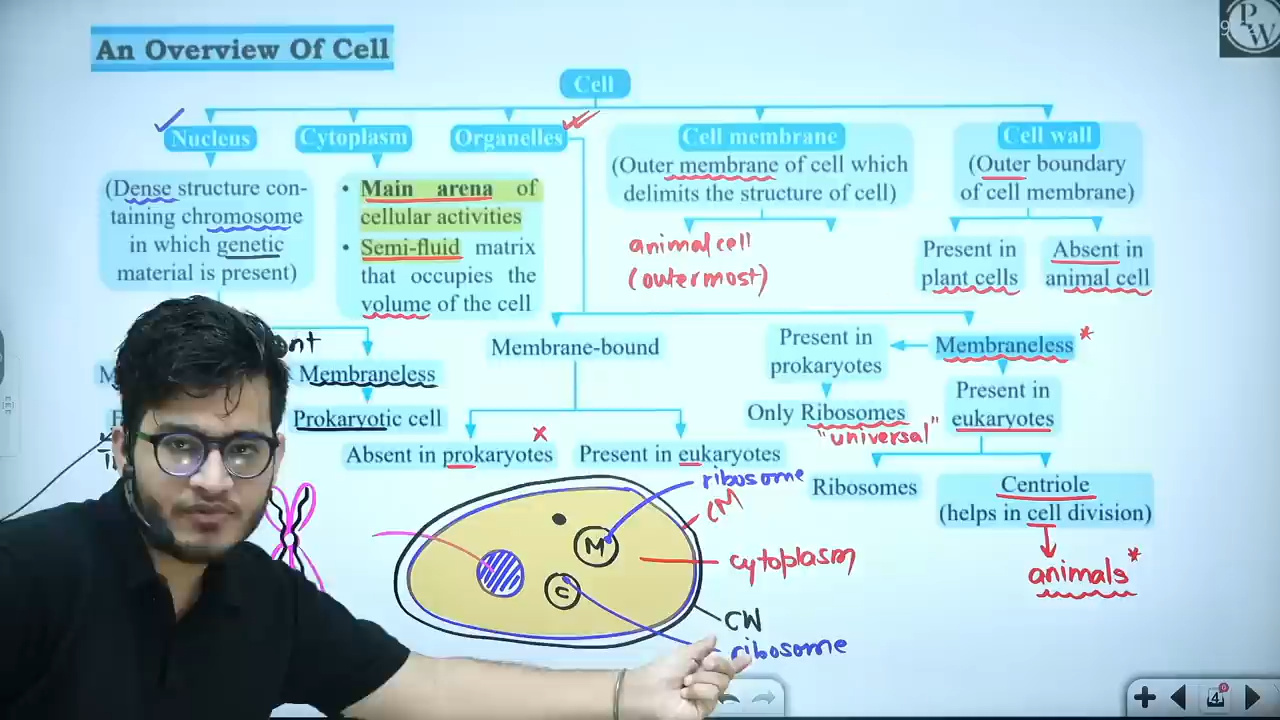 An Overview Of Cell
PW
Cell
Nucleus
Cytoplasm
Organelles
Cell membrane
Cell wall
(Dense structure con-
taining chromosome
in which genetic
material is present)
• Main arena of
cellular activities
• Semi-fluid matrix
that occupies the
volume of the cell
(Outer membrane of cell which
delimits the structure of cell)
animal cell
(outermost)
(Outer boundary
of cell membrane)
Present in
plant cells
Absent in
animal cell
Membraneless
Prokaryotic cell
Membrane-bound
Absent in prokaryotes
Present in eukaryotes
Present in
prokaryotes
Only Ribosomes
"universal"
Membraneless *
Present in
eukaryotes
Ribosomes
Centriole
(helps in cell division)
animals *
ribosome
CM
M
C
cytoplasm
CW
ribosome
4